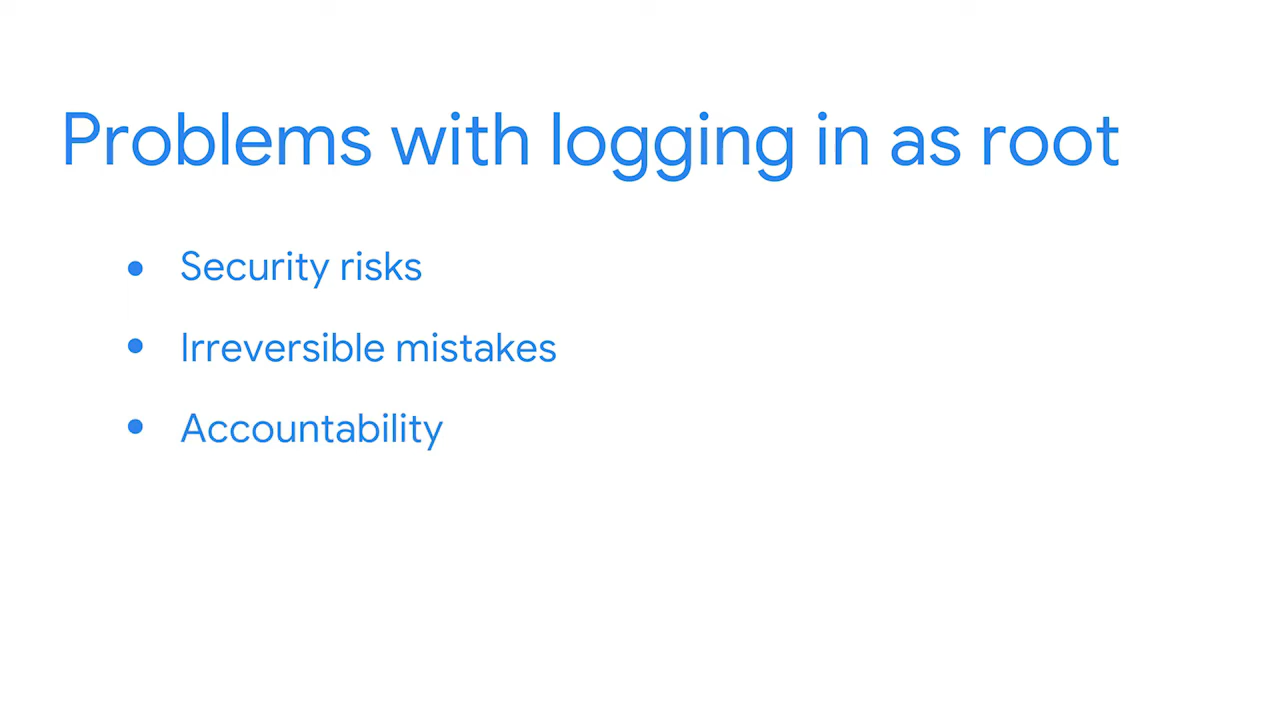 Problems with logging in as root
• Security risks
• Irreversible mistakes
• Accountability